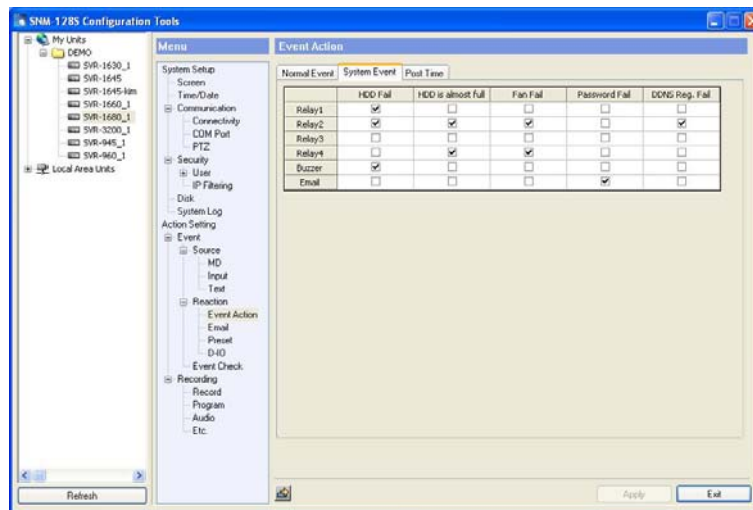 SNM-128S Configuration Tools
My Units
DEMO
SVR-1630_1
SVR-1645
SVR-1645-kim
SVR-1660_1
SVR-1680_1
SVR-3200_1
SVR-945_1
SVR-960_1
Local Area Units
Refresh
Menu
System Setup
Screen
Time/Date
Communication
Connectivity
COM Port
PTZ
Security
User
IP Filtering
Disk
System Log
Action Setting
Event
Source
MD
Input
Text
Reaction
Event Action
Email
Preset
D-IO
Event Check
Recording
Record
Program
Audio
Etc.
Event Action
Normal Event System Event Post Time
HDD Fail HDD is almost full Fan Fail Password Fail DDNS Reg. Fail
Relay1
Relay2
Relay3
Relay4
Buzzer
Email
Apply Exit